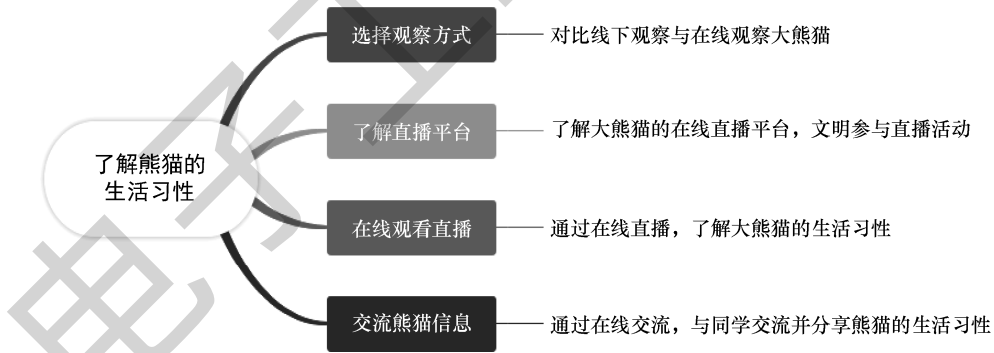 选择观察方式
对比线下观察与在线观察大熊猫
了解直播平台
了解大熊猫的在线直播平台，文明参与直播活动
了解熊猫的
生活习性
在线观看直播
通过在线直播，了解大熊猫的生活习性
交流熊猫信息
通过在线交流，与同学交流并分享熊猫的生活习性
电子工